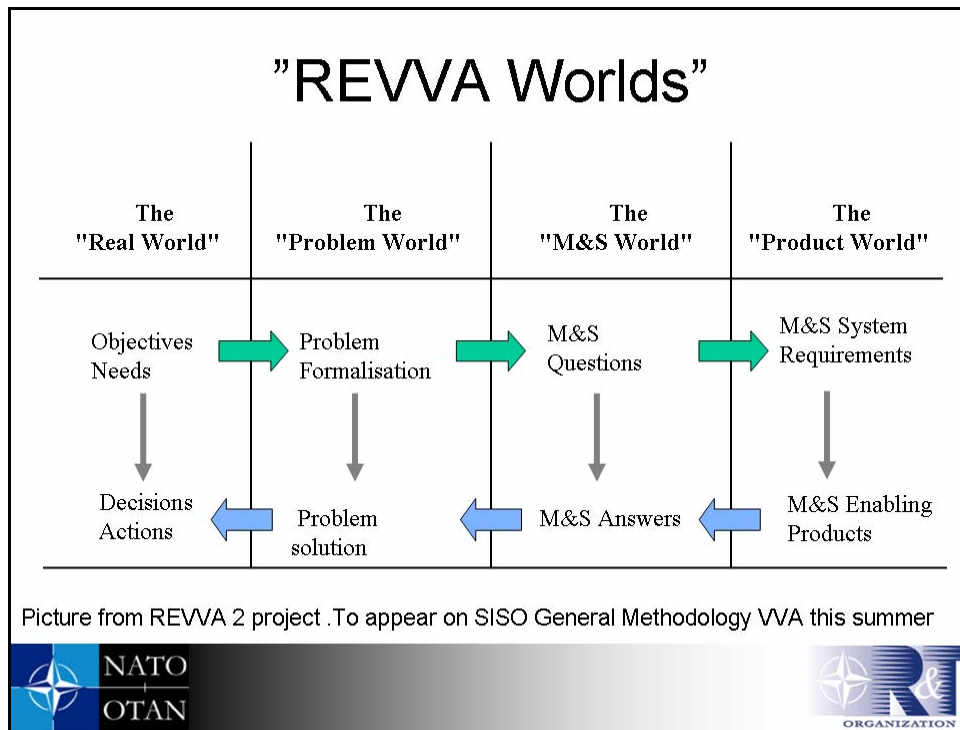 ”REVVA Worlds”
The
"Real World"
The
"Problem World"
The
"M&S World"
The
"Product World"
Objectives
Needs
Problem
Formalisation
M&S
Questions
M&S System
Requirements
Decisions
Actions
Problem
solution
M&S Answers
M&S Enabling
Products
Picture from REVVA 2 project .To appear on SISO General Methodology VVA this summer
NATO
OTAN
R&T
ORGANIZATION